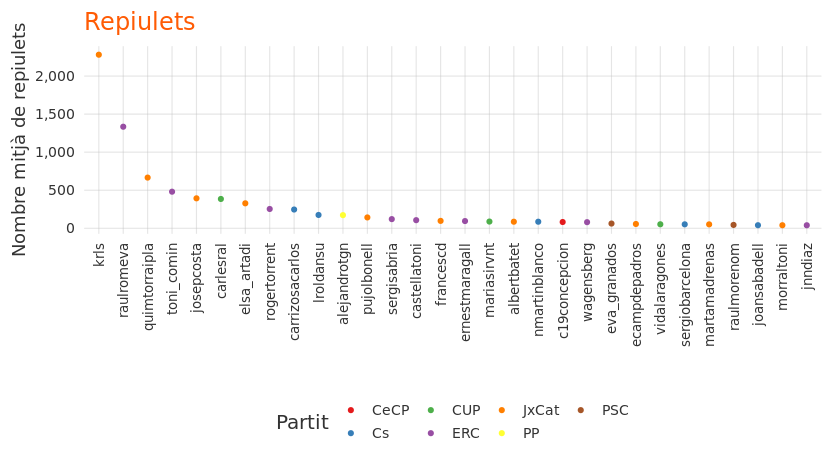 Repiulets
Nombre mitjà de repiulets
2,000
1,500
1,000
500
0
krls
raulromeva
quimtorraipla
toni_comin
josepcosta
carlesral
elsa_artadi
rogertorrent
carrizosacarlos
lroldansu
alejandrotgn
pujolbonell
sergisabria
castellatoni
francescd
ernestmaragall
mariasirvnt
albertbatet
nmartinblanco
c19concepcion
wagensberg
eva_granados
ecampdepadros
vidalaragones
sergiobarcelona
martamadrenas
raulmorenom
joansabadell
morraltoni
jnndiaz
Partit
CeCP CUP JxCat PSC
Cs ERC PP